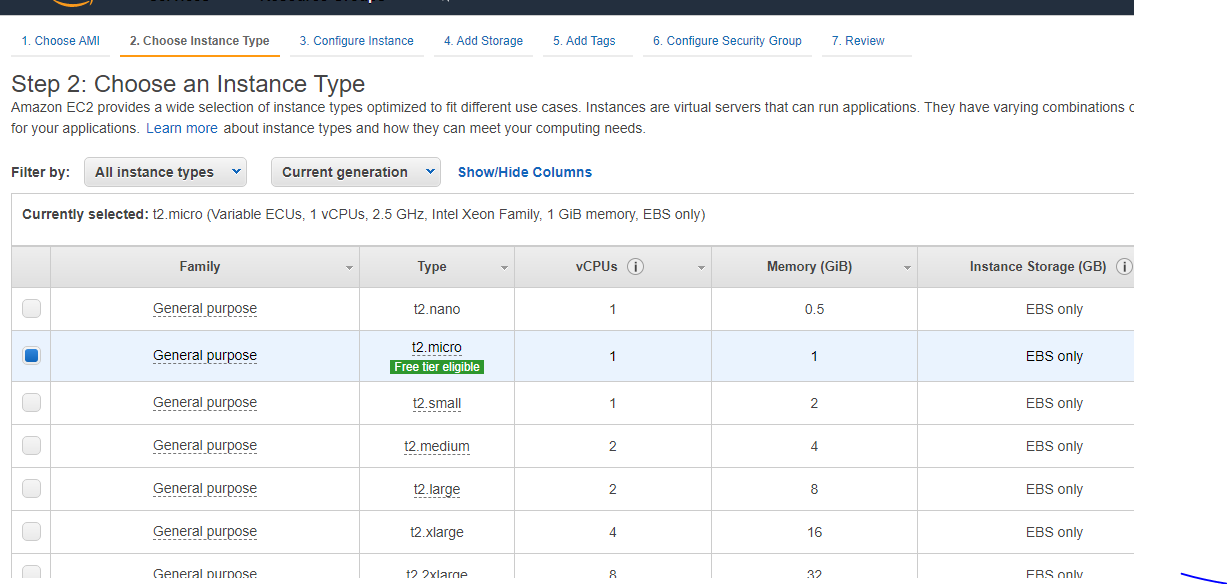 1. Choose AMI 2. Choose Instance Type 3. Configure Instance 4. Add Storage 5. Add Tags 6. Configure Security Group 7. Review
Step 2: Choose an Instance Type
Amazon EC2 provides a wide selection of instance types optimized to fit different use cases. Instances are virtual servers that can run applications. They have varying combinations
for your applications. Learn more about instance types and how they can meet your computing needs.
Filter by: All instance types Current generation Show/Hide Columns
Currently selected: t2.micro (Variable ECUs, 1 vCPUs, 2.5 GHz, Intel Xeon Family, 1 GiB memory, EBS only)
Family Type vCPUs i Memory (GiB) Instance Storage (GB) i
General purpose t2.nano 1 0.5 EBS only
General purpose t2.micro 1 1 EBS only
Free tier eligible
General purpose t2.small 1 2 EBS only
General purpose t2.medium 2 4 EBS only
General purpose t2.large 2 8 EBS only
General purpose t2.xlarge 4 16 EBS only
General purpose t2.2xlarge 8 32 EBS only